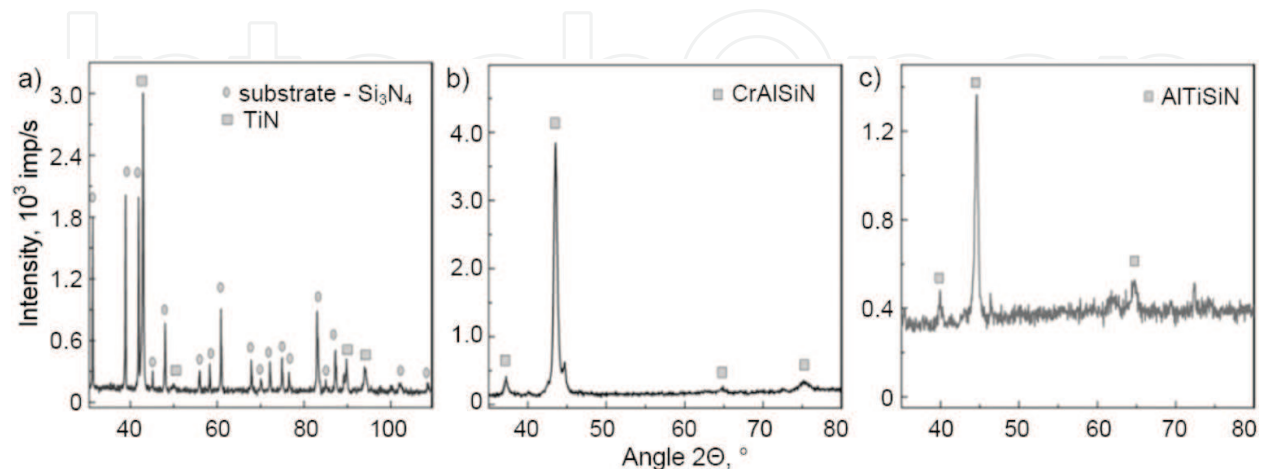 a)
substrate - Si₃N₄
TiN
Intensity, 10³ imp/s
3.0
2.4
1.8
1.2
0.6
0
40 60 80 100
b)
CrAlSiN
4.0
3.0
2.0
1.0
0
40 50 60 70 80
Angle 2Θ, °
c)
AlTiSiN
1.2
0.8
0.4
0
40 50 60 70 80